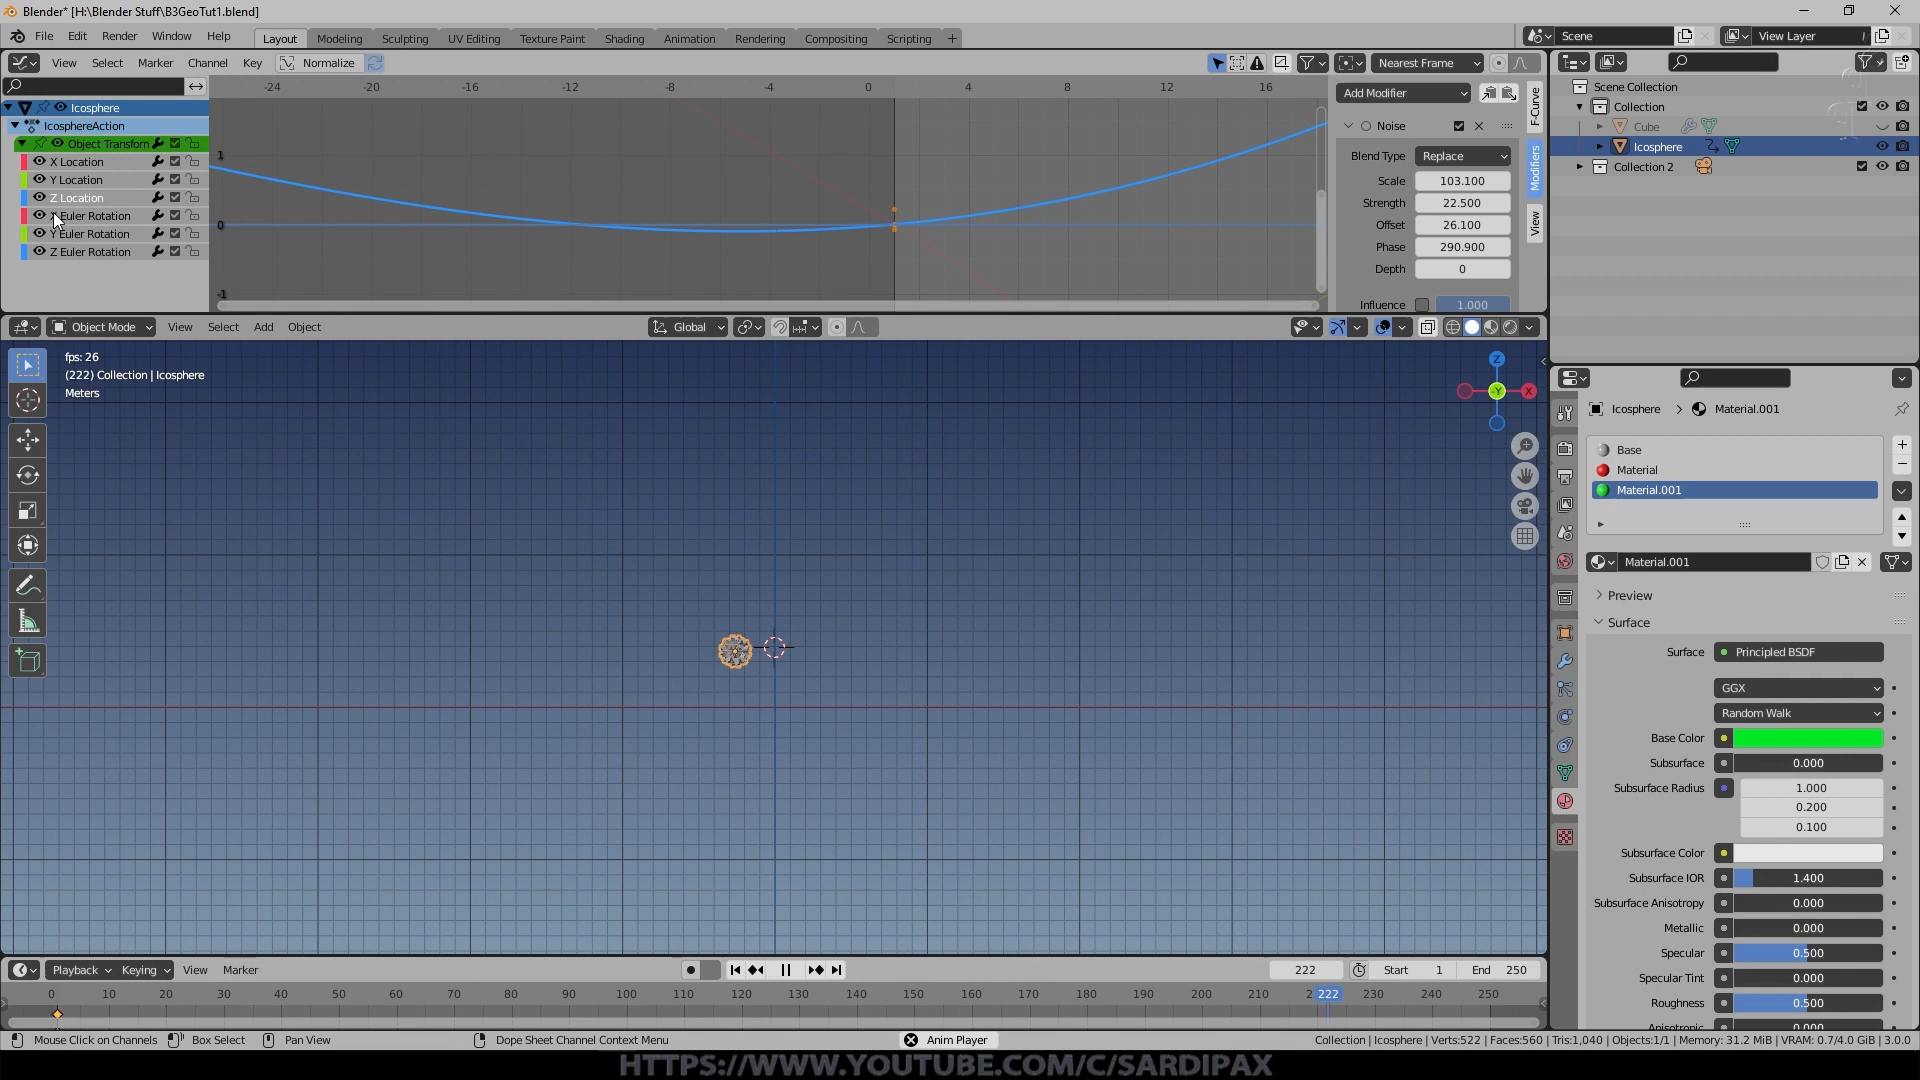 Blender* [H:\Blender Stuff\B3GeoTut1.blend]
File Edit Render Window Help Layout Modeling Sculpting UV Editing Texture Paint Shading Animation Rendering Compositing Scripting + Scene View Layer
View Select Marker Channel Key Normalize Nearest Frame
-24 -20 -16 -12 -8 -4 0 4 8 12 16
Icosphere
IcosphereAction
Object Transform
X Location
Y Location
Z Location
X Euler Rotation
Y Euler Rotation
Z Euler Rotation
1
0
-1
Add Modifier
Noise
Blend Type Replace
Scale 103.100
Strength 22.500
Offset 26.100
Phase 290.900
Depth 0
Influence 1.000
F-Curve
Modifiers
View
Scene Collection
Collection
Cube
Icosphere
Collection 2
Object Mode View Select Add Object Global
fps: 26
(222) Collection | Icosphere
Meters
Z
-Y
X
Icosphere > Material.001
Base
Material
Material.001
Material.001
Preview
Surface
Surface Principled BSDF
GGX
Random Walk
Base Color
Subsurface 0.000
Subsurface Radius 1.000
0.200
0.100
Subsurface Color
Subsurface IOR 1.400
Subsurface Anisotropy 0.000
Metallic 0.000
Specular 0.500
Specular Tint 0.000
Roughness 0.500
Anisotropic 0.000
Playback Keying View Marker 222 Start 1 End 250
0 10 20 30 40 50 60 70 80 90 100 110 120 130 140 150 160 170 180 190 200 210 2 222 230 240 250
Mouse Click on Channels Box Select Pan View Dope Sheet Channel Context Menu Anim Player Collection | Icosphere | Verts:522 | Faces:560 | Tris:1,040 | Objects:1/1 | Memory: 31.2 MiB | VRAM: 0.7/4.0 GiB | 3.0.0
HTTPS://WWW.YOUTUBE.COM/C/SARDIPAX